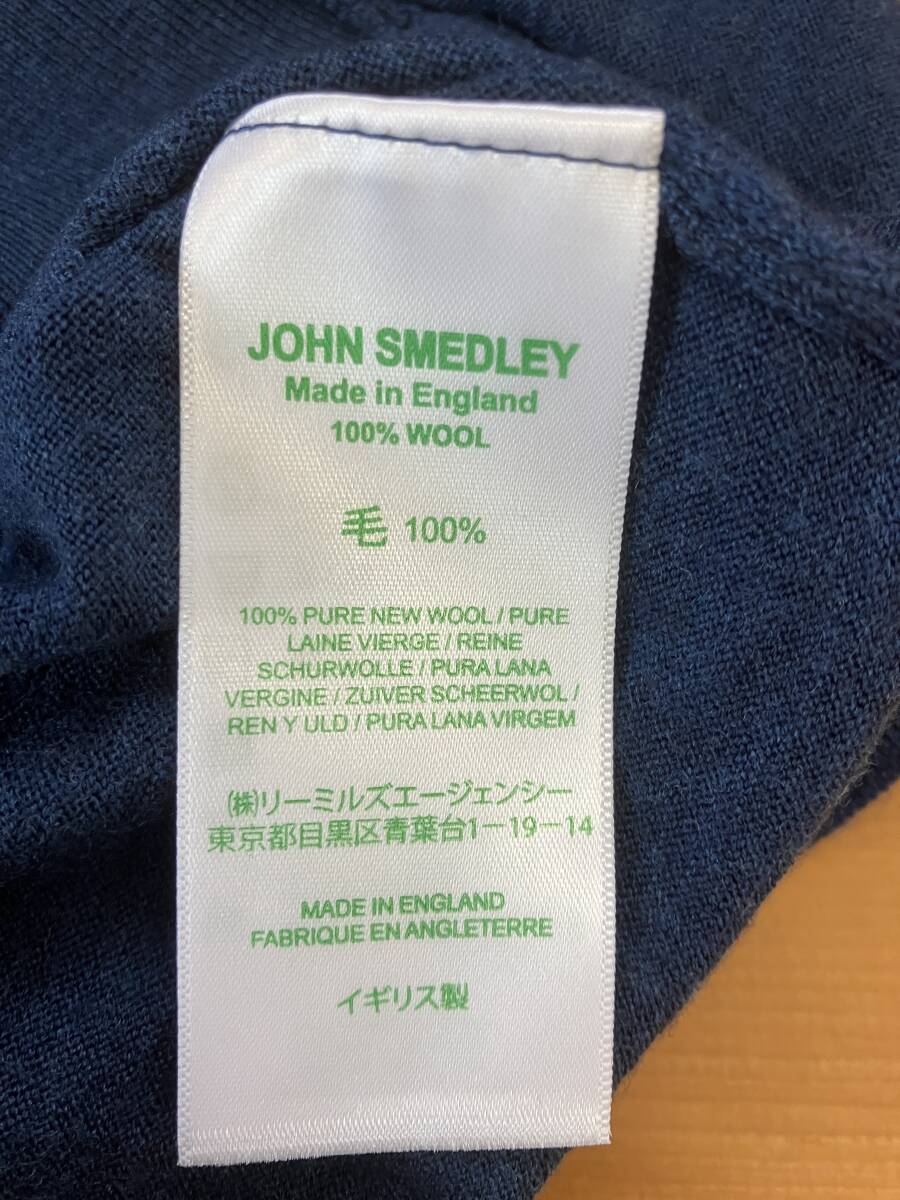 JOHN SMEDLEY
Made in England
100% WOOL
毛 100%
100% PURE NEW WOOL / PURE
LAINE VIERGE / REINE
SCHURWOLLE / PURA LANA
VERGINE / ZUIVER SCHEERWOL /
REN Y ULD / PURA LANA VIRGEM
㈱リーミルズエージェンシー
東京都目黒区青葉台1-19-14
MADE IN ENGLAND
FABRIQUE EN ANGLETERRE
イギリス製